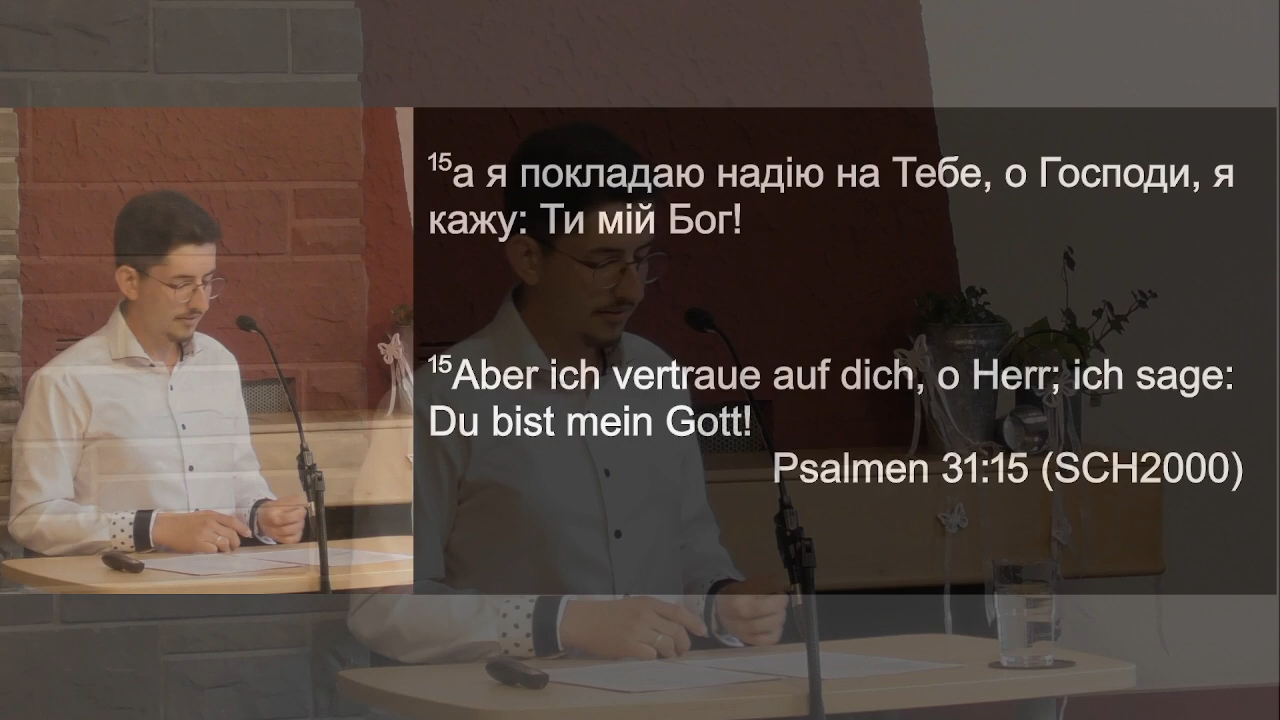 15а я покладаю надію на Тебе, о Господи, я
кажу: Ти мій Бог!
15Aber ich vertraue auf dich, o Herr; ich sage:
Du bist mein Gott!
Psalmen 31:15 (SCH2000)